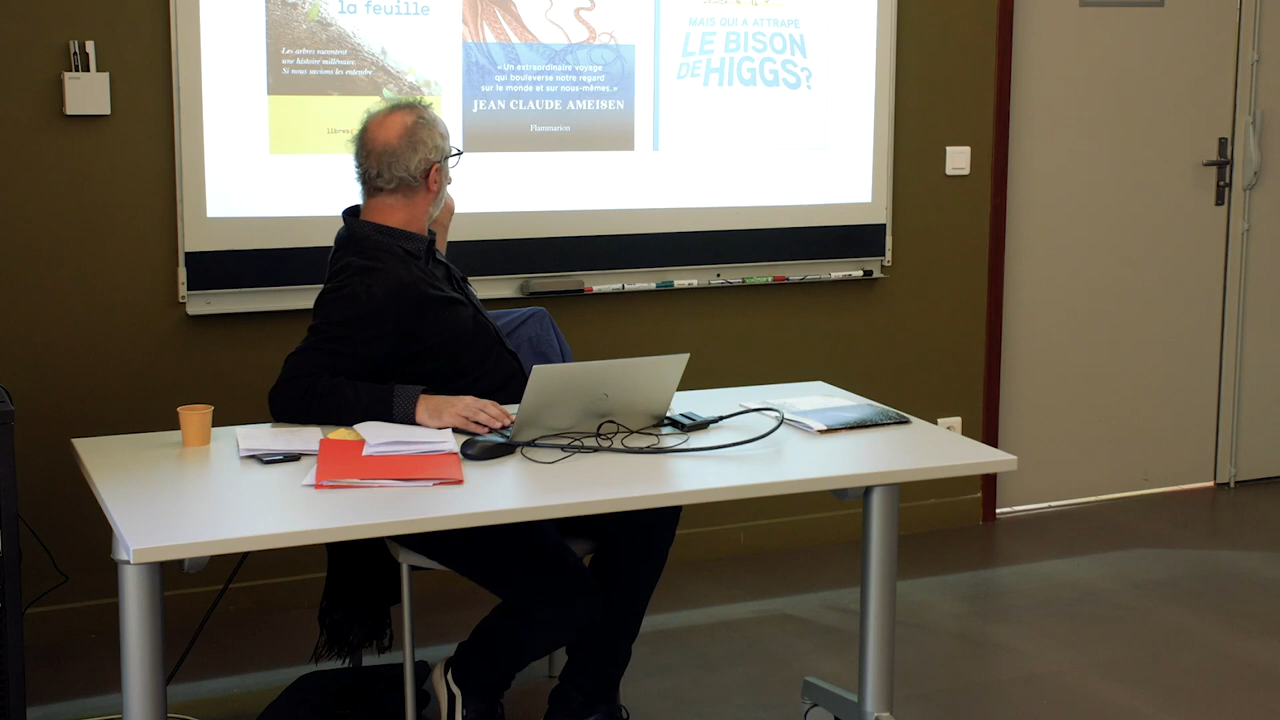 la feuille
Les arbres racontent
une histoire millénaire.
Si nous savions les entendre
libres
« Un extraordinaire voyage
qui bouleverse notre regard
sur le monde et sur nous-mêmes. »
JEAN CLAUDE AMEISEN
Flammarion
MAIS QUI A ATTRAPÉ
LE BISON
DE HIGGS?